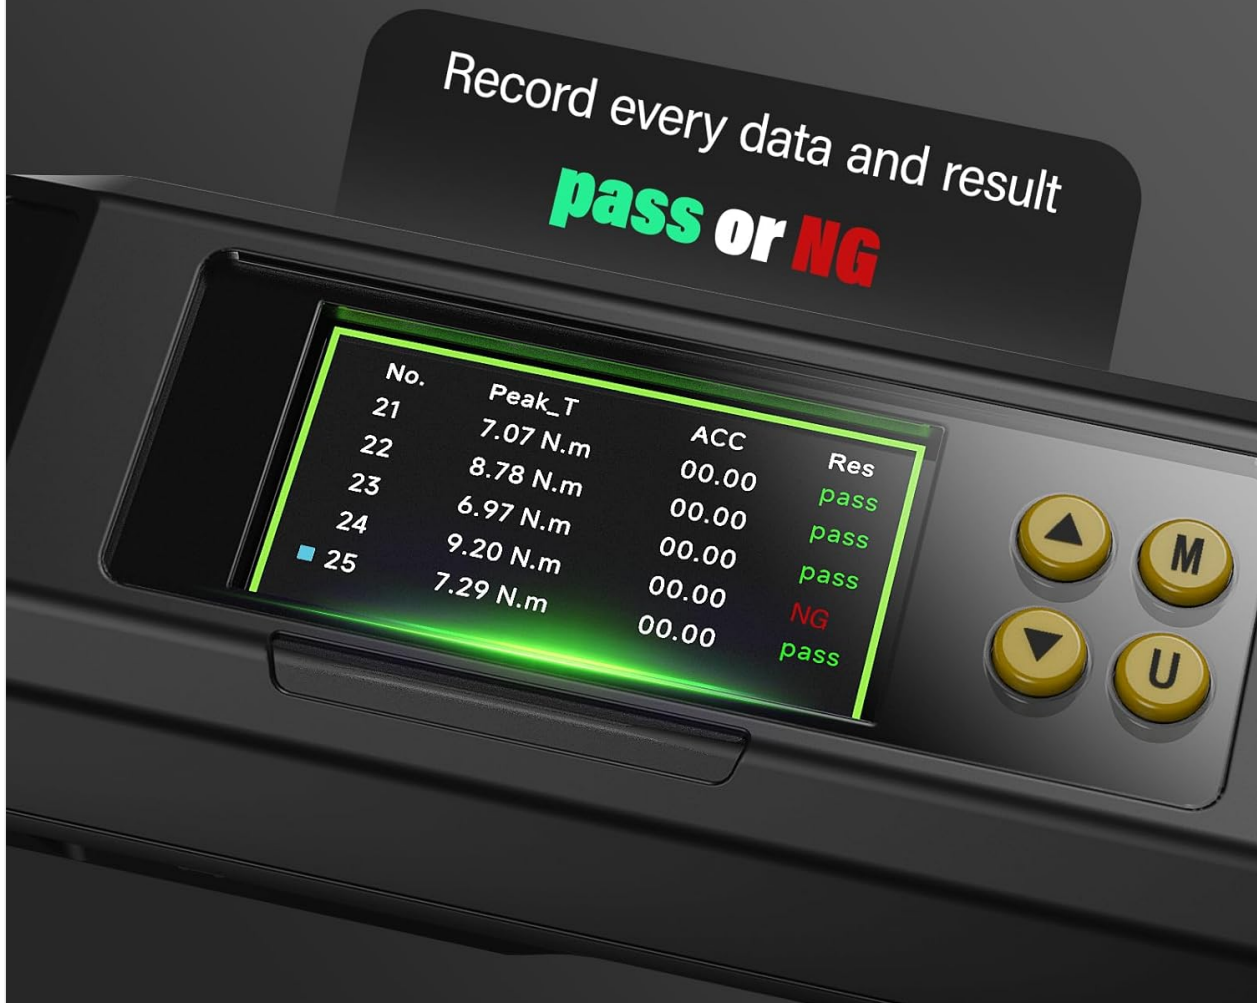 Record every data and result
pass or NG
No. Peak_T ACC Res
21 7.07 N.m 00.00 pass
22 8.78 N.m 00.00 pass
23 6.97 N.m 00.00 pass
24 9.20 N.m 00.00 NG
25 7.29 N.m 00.00 pass
▲ M
▼ U